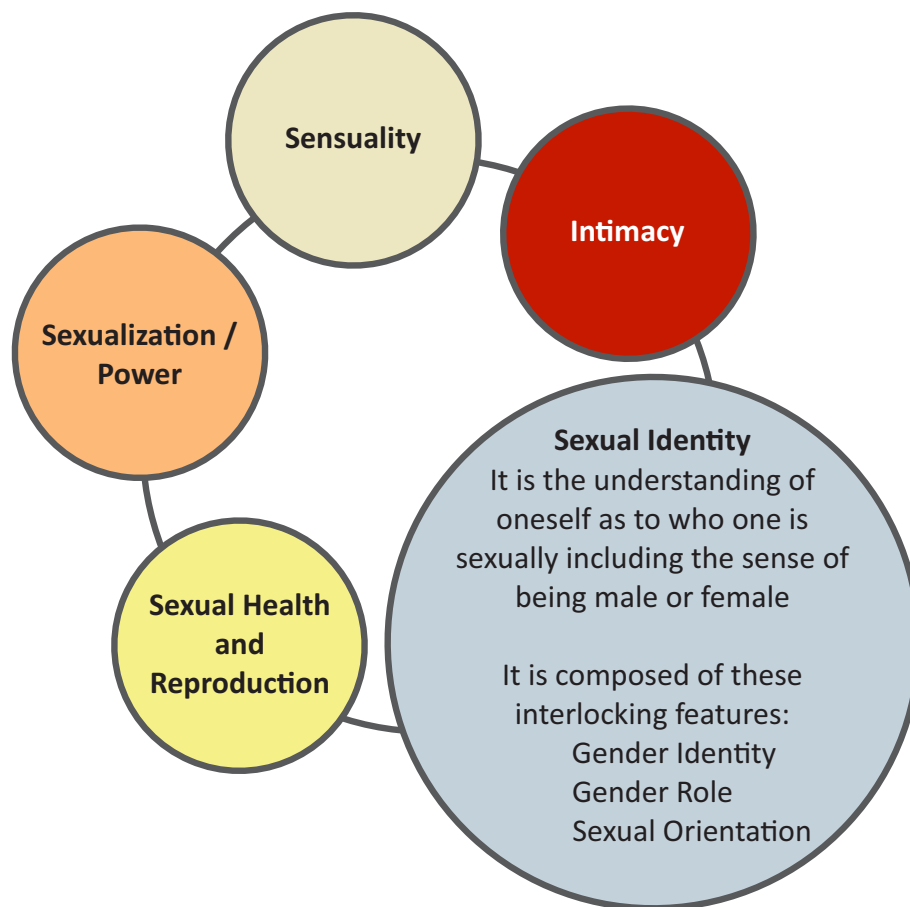 Sensuality
Intimacy
Sexualization /
Power
Sexual Identity
It is the understanding of
oneself as to who one is
sexually including the sense of
being male or female
It is composed of these
interlocking features:
Gender Identity
Gender Role
Sexual Orientation
Sexual Health
and
Reproduction